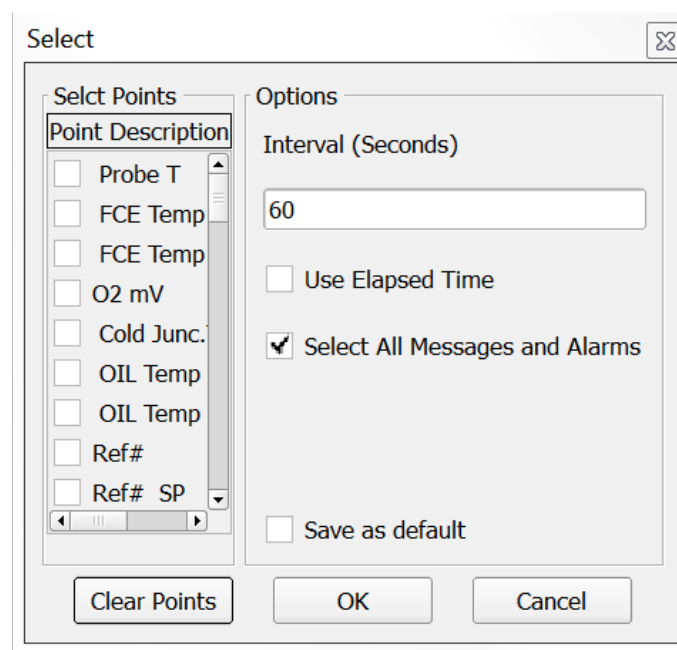 Select
Selct Points
Point Description
Probe T
FCE Temp
FCE Temp
O2 mV
Cold Junc.
OIL Temp
OIL Temp
Ref#
Ref# SP
Options
Interval (Seconds)
60
Use Elapsed Time
Select All Messages and Alarms
Save as default
Clear Points
OK
Cancel